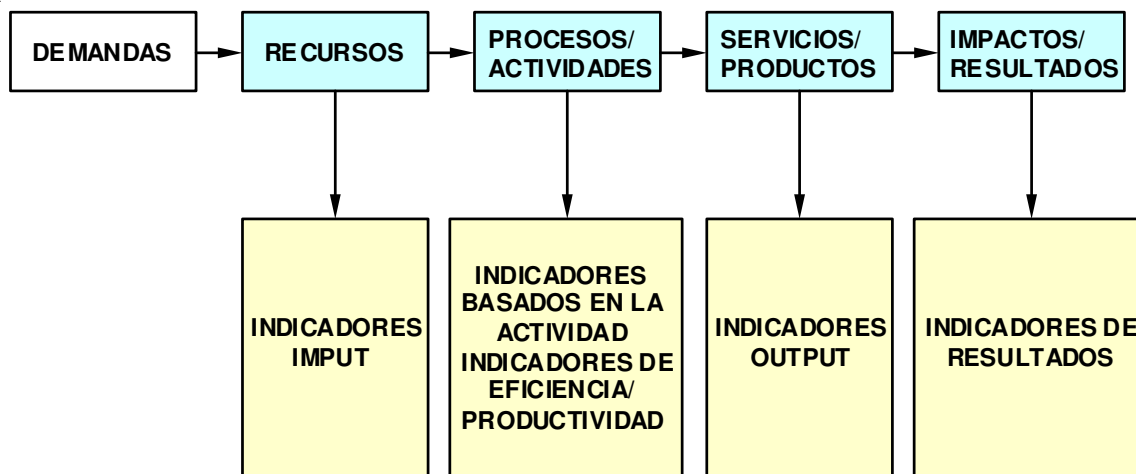 DEMANDAS
RECURSOS
PROCESOS/
ACTIVIDADES
SERVICIOS/
PRODUCTOS
IMPACTOS/
RESULTADOS
INDICADORES
IMPUT
INDICADORES
BASADOS EN LA
ACTIVIDAD
INDICADORES DE
EFICIENCIA/
PRODUCTIVIDAD
INDICADORES
OUTPUT
INDICADORES DE
RESULTADOS